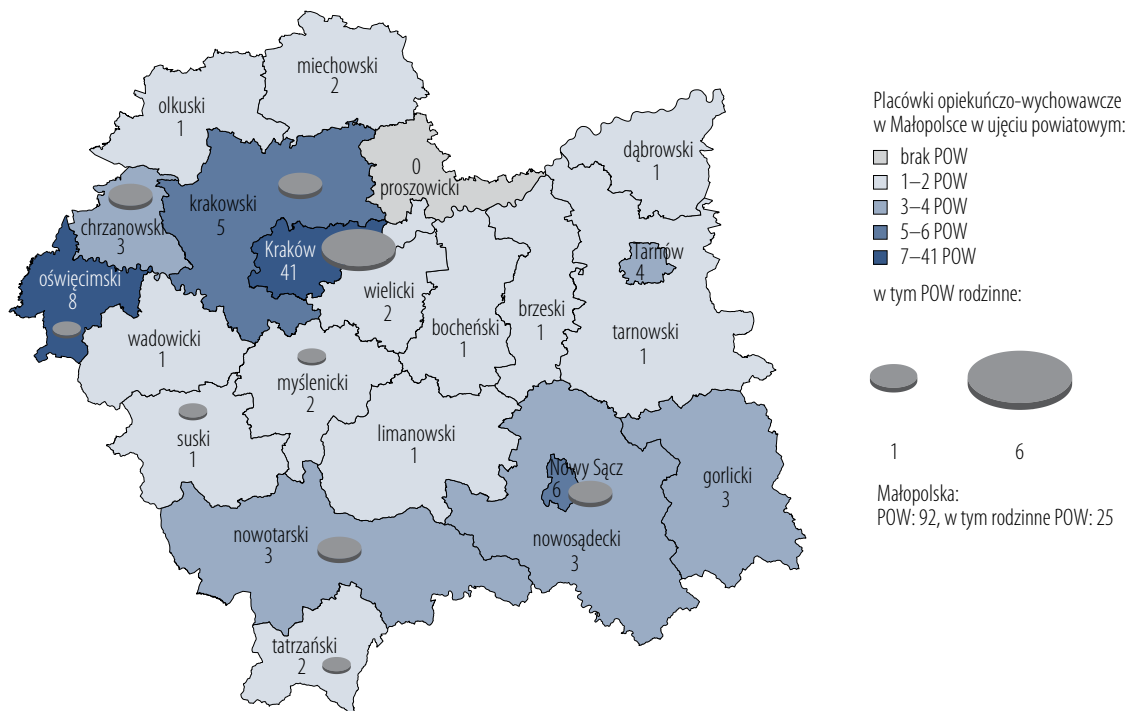 miechowski
2
olkuski
1
dąbrowski
1
0
proszowicki
krakowski
5
chrzanowski
3
Kraków
41
Tarnów
4
oświęcimski
8
wielicki
2
bocheński
1
brzeski
1
tarnowski
1
wadowicki
1
myślenicki
2
suski
1
limanowski
1
Nowy Sącz
6
gorlicki
3
nowotarski
3
nowosądecki
3
tatrzański
2
Placówki opiekuńczo-wychowawcze
w Małopolsce w ujęciu powiatowym:
brak POW
1–2 POW
3–4 POW
5–6 POW
7–41 POW
w tym POW rodzinne:
1 6
Małopolska:
POW: 92, w tym rodzinne POW: 25